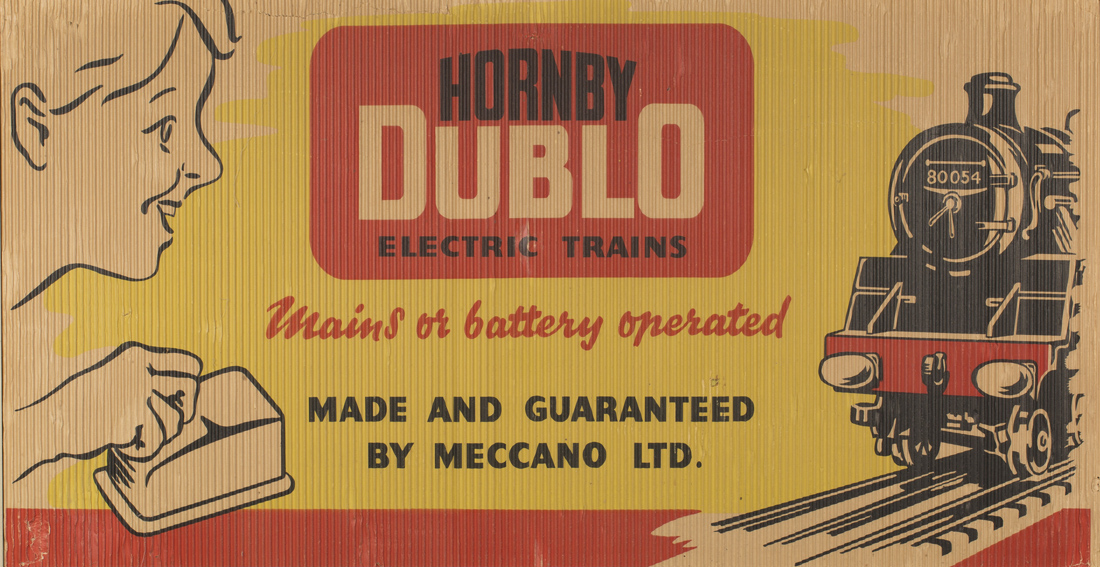 HORNBY
DUBLO
ELECTRIC TRAINS
Mains or battery operated
MADE AND GUARANTEED
BY MECCANO LTD.
80054